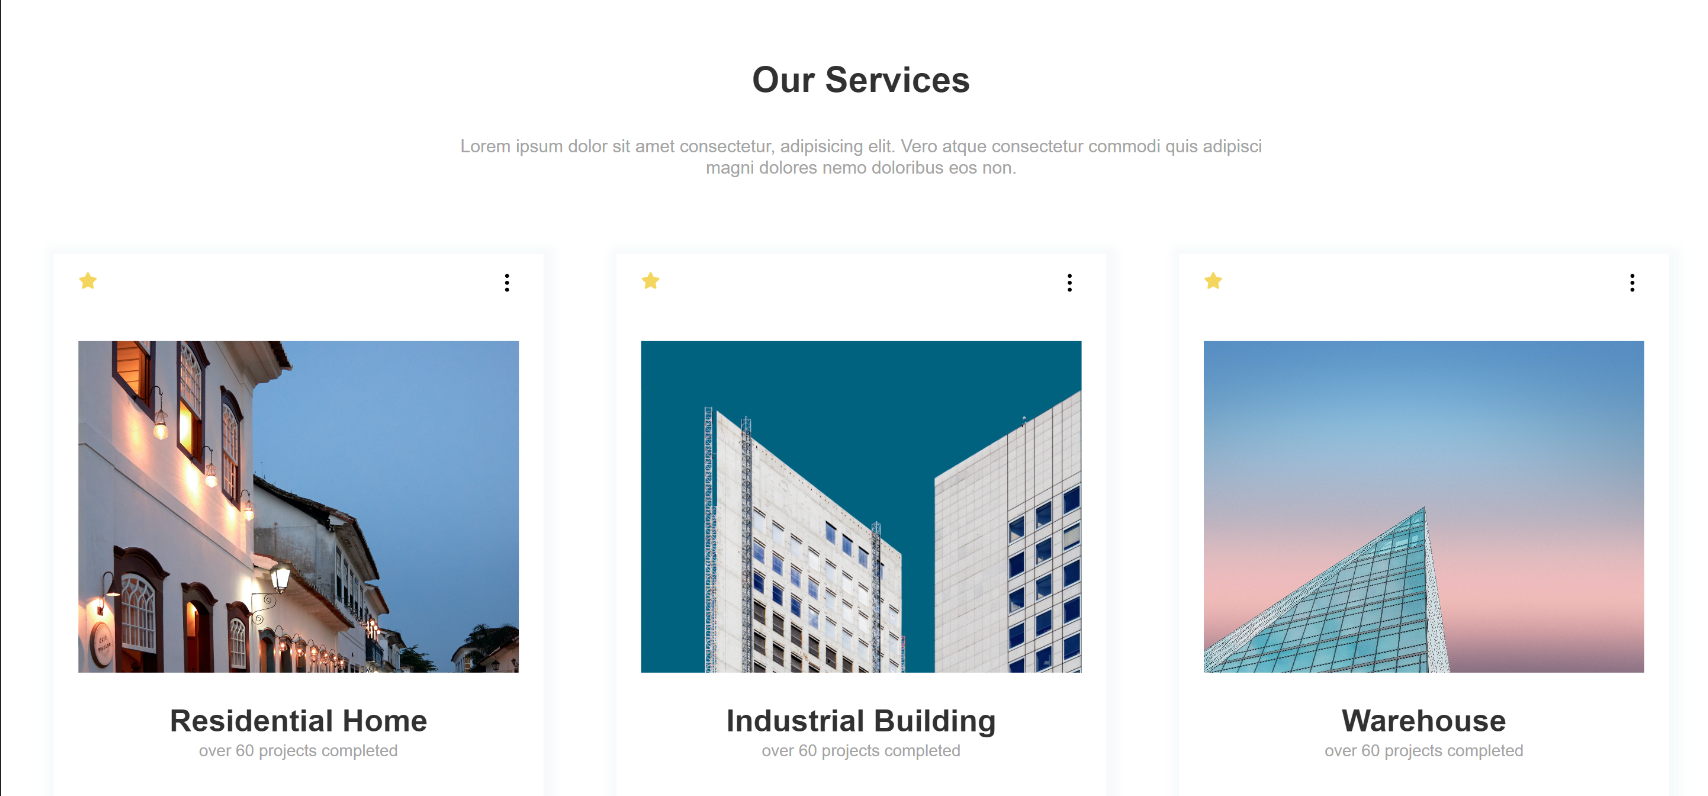 Our Services
Lorem ipsum dolor sit amet consectetur, adipisicing elit. Vero atque consectetur commodi quis adipisci
magni dolores nemo doloribus eos non.
Residential Home
over 60 projects completed
Industrial Building
over 60 projects completed
Warehouse
over 60 projects completed